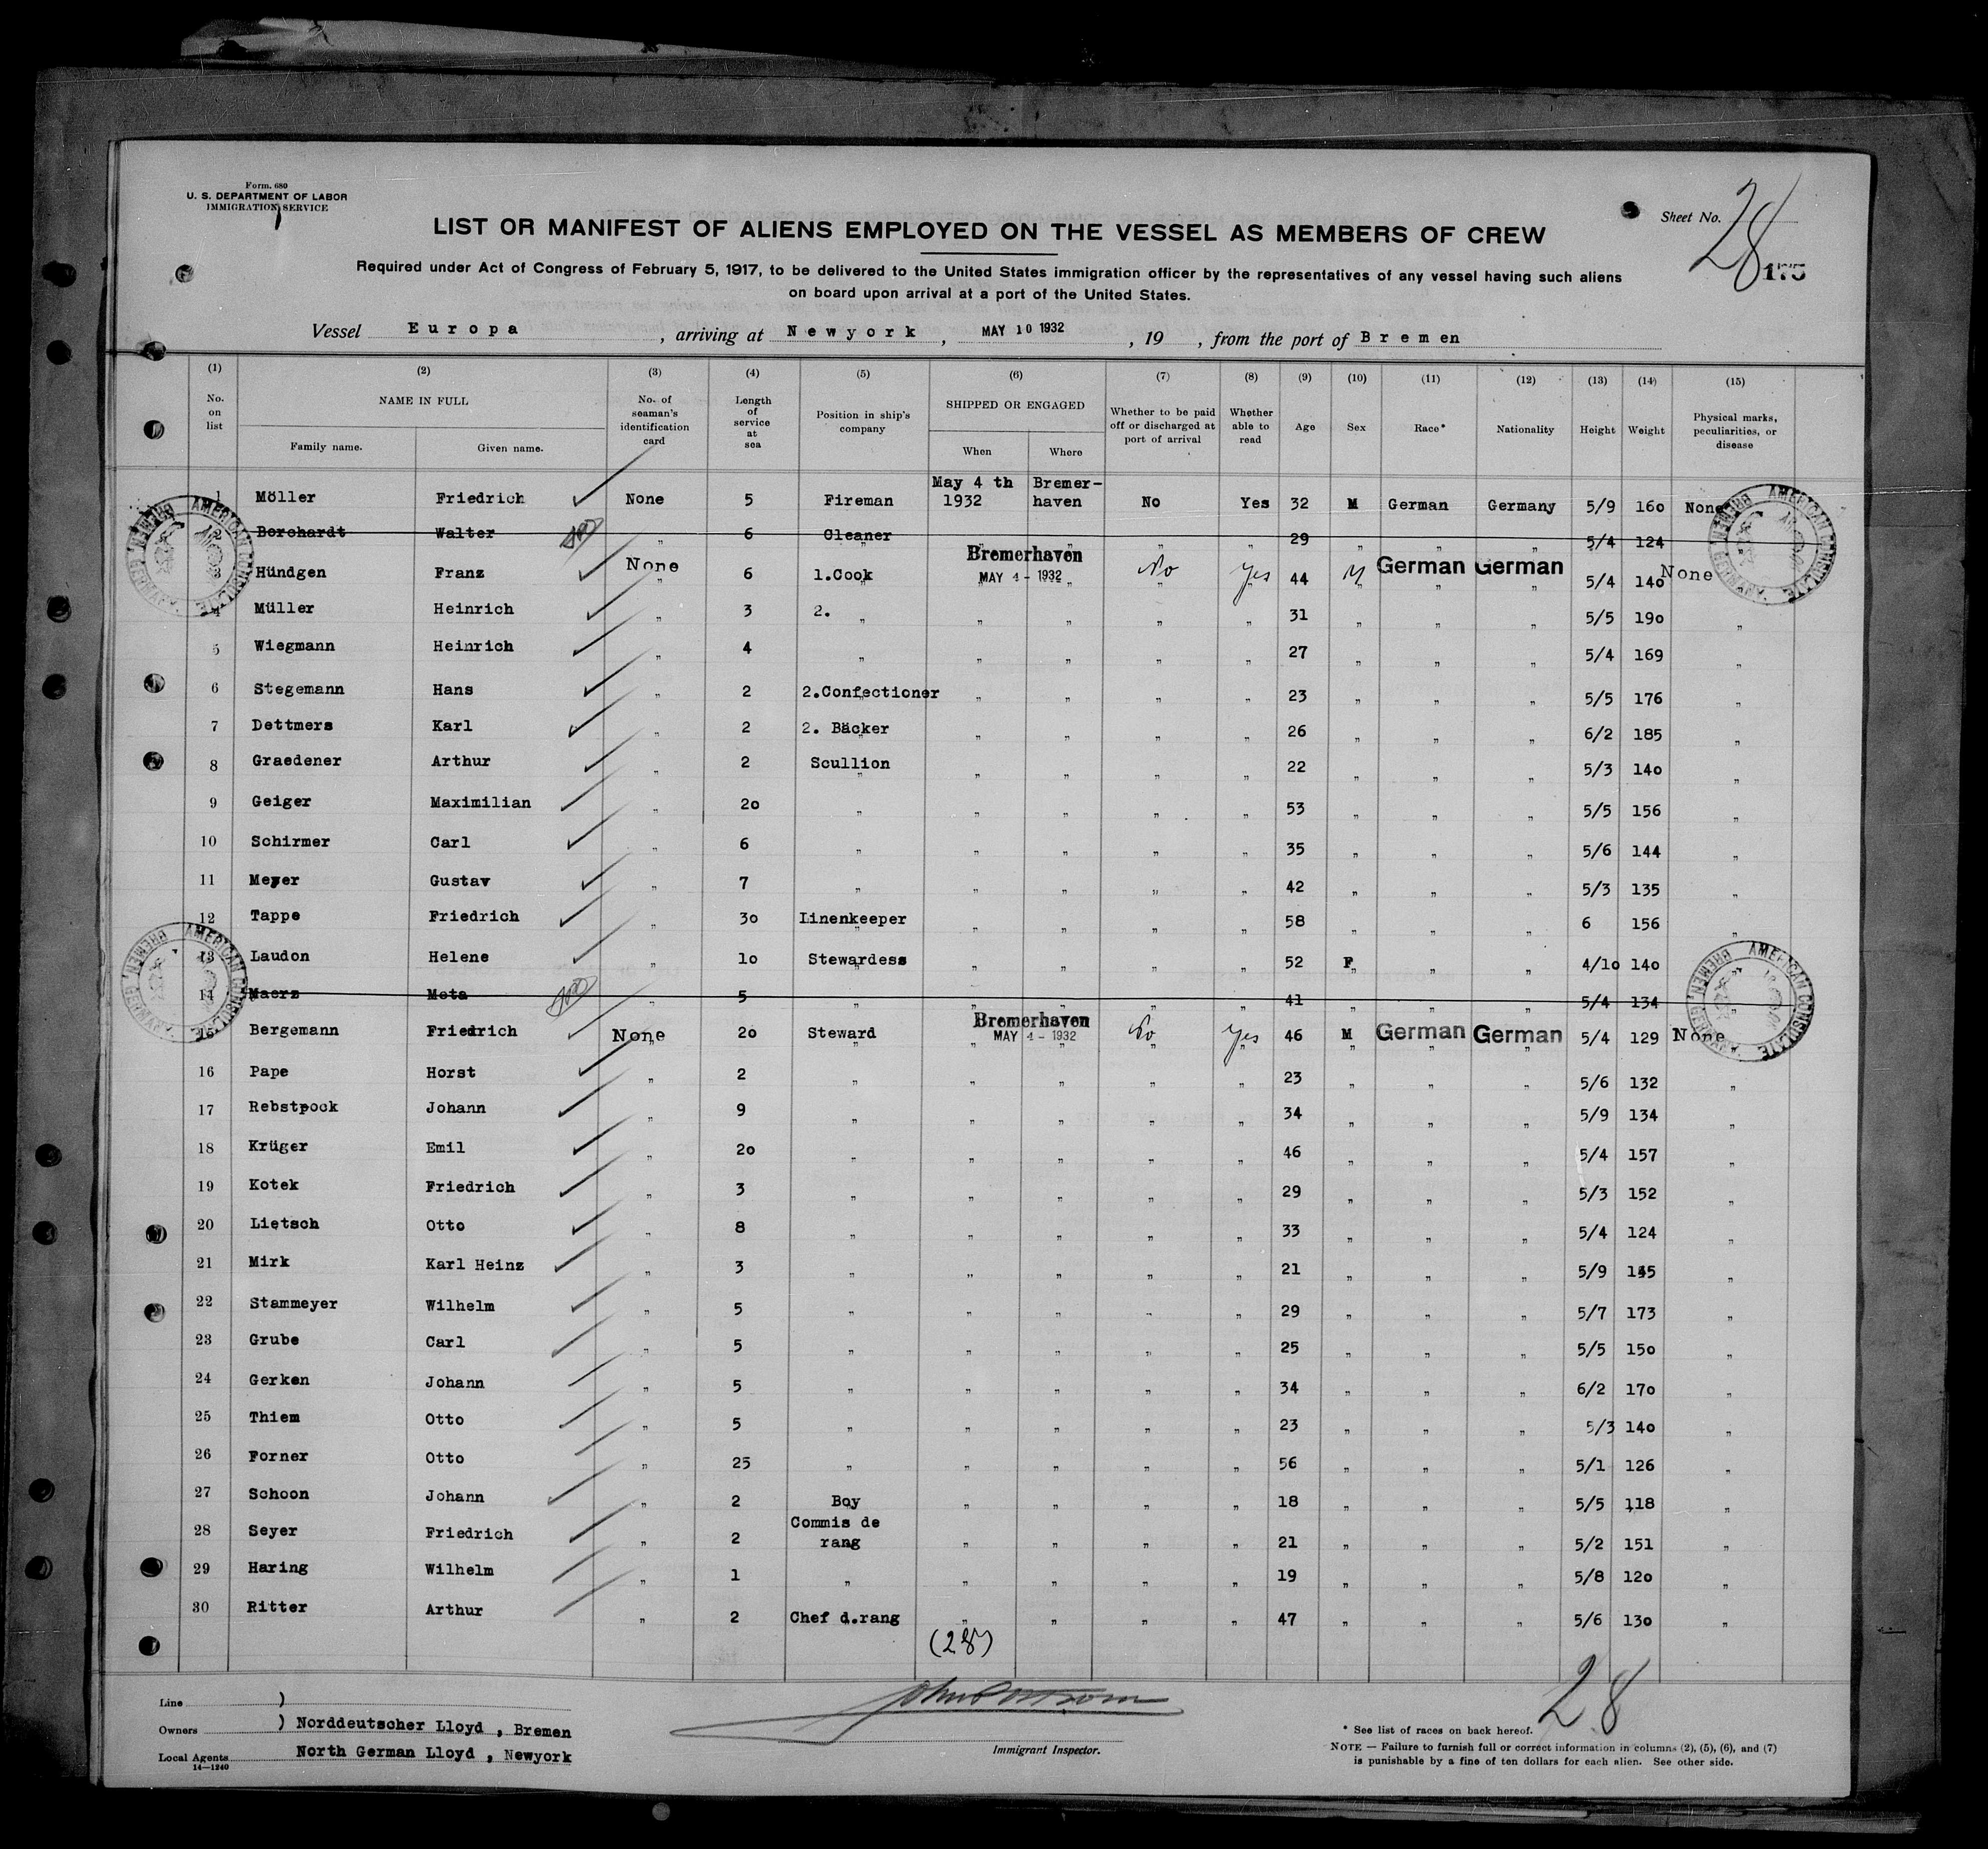 Form. 680
U. S. DEPARTMENT OF LABOR
IMMIGRATION SERVICE
Sheet No. 28
175
LIST OR MANIFEST OF ALIENS EMPLOYED ON THE VESSEL AS MEMBERS OF CREW
Required under Act of Congress of February 5, 1917, to be delivered to the United States immigration officer by the representatives of any vessel having such aliens
on board upon arrival at a port of the United States.
Vessel Europa , arriving at Newyork , MAY 10 1932 , 19 , from the port of Bremen
(1) (2) (3) (4) (5) (6) (7) (8) (9) (10) (11) (12) (13) (14) (15)
No. on list NAME IN FULL Family name. Given name. No. of seaman's identification card Length of service at sea Position in ship's company SHIPPED OR ENGAGED When Where Whether to be paid off or discharged at port of arrival Whether able to read Age Sex Race* Nationality Height Weight Physical marks, peculiarities, or disease
1 Möller Friedrich None 5 Fireman May 4 th 1932 Bremer-haven No Yes 32 M German Germany 5/9 160 None
2 Borchardt Walter „ 6 Cleaner „ „ „ „ 29 „ „ „ 5/4 124 „
3 Hündgen Franz None 6 1.Cook Bremerhaven MAY 4 - 1932 No Yes 44 M German German 5/4 140 None
4 Müller Heinrich „ 3 2. „ „ „ „ „ 31 „ „ „ 5/5 190 „
5 Wiegmann Heinrich „ 4 „ „ „ „ „ 27 „ „ „ 5/4 169 „
6 Stegemann Hans „ 2 2.Confectioner „ „ „ „ 23 „ „ „ 5/5 176 „
7 Dettmers Karl „ 2 2. Bäcker „ „ „ „ 26 „ „ „ 6/2 185 „
8 Graedener Arthur „ 2 Scullion „ „ „ „ 22 „ „ „ 5/3 140 „
9 Geiger Maximilian „ 20 „ „ „ „ „ 53 „ „ „ 5/5 156 „
10 Schirmer Carl „ 6 „ „ „ „ „ 35 „ „ „ 5/6 144 „
11 Meyer Gustav „ 7 „ „ „ „ „ 42 „ „ „ 5/3 135 „
12 Tappe Friedrich „ 30 Linenkeeper „ „ „ „ 58 „ „ „ 6 156 „
13 Laudon Helene „ 10 Stewardess „ „ „ „ 52 F „ „ 4/10 140
14 Maerz Meta „ 5 „ „ „ „ „ 41 „ „ „ 5/4 134
15 Bergemann Friedrich None 20 Steward Bremerhaven MAY 4 - 1932 No Yes 46 M German German 5/4 129 None
16 Pape Horst „ 2 „ „ „ „ „ 23 „ „ „ 5/6 132 „
17 Rebstpock Johann „ 9 „ „ „ „ „ 34 „ „ „ 5/9 134 „
18 Krüger Emil „ 20 „ „ „ „ „ 46 „ „ „ 5/4 157 „
19 Kotek Friedrich „ 3 „ „ „ „ „ 29 „ „ „ 5/3 152 „
20 Lietsch Otto „ 8 „ „ „ „ „ 33 „ „ „ 5/4 124 „
21 Mirk Karl Heinz „ 3 „ „ „ „ „ 21 „ „ „ 5/9 „
22 Stammeyer Wilhelm „ 5 „ „ „ „ „ 29 „ „ „ 5/7 173 „
23 Grube Carl „ 5 „ „ „ „ „ 25 „ „ „ 5/5 150 „
24 Gerken Johann „ 5 „ „ „ „ „ 34 „ „ „ 6/2 170 „
25 Thiem Otto „ 5 „ „ „ „ „ 23 „ „ „ 5/3 140 „
26 Forner Otto „ 25 „ „ „ „ „ 56 „ „ „ 5/1 126 „
27 Schoon Johann „ 2 Boy „ „ „ „ 18 „ „ „ 5/5 118 „
28 Seyer Friedrich „ 2 Commis de rang „ „ „ „ 21 „ „ „ 5/2 151 „
29 Haring Wilhelm „ 1 „ „ „ „ „ 19 „ „ „ 5/8 120 „
30 Ritter Arthur „ 2 Chef d.rang „ „ „ „ 47 „ „ „ 5/6 130 „
(28)
AMERICAN CONSULATE BREMEN, GERMANY
AMERICAN CONSULATE BREMEN, GERMANY
AMERICAN CONSULATE BREMEN, GERMANY
AMERICAN CONSULATE BREMEN, GERMANY
28
Line )
Owners ) Norddeutscher Lloyd , Bremen
Local Agents North German Lloyd , Newyork
14—1240
Immigrant Inspector.
* See list of races on back hereof.
NOTE — Failure to furnish full or correct information in columns (2), (5), (6), and (7)
is punishable by a fine of ten dollars for each alien. See other side.